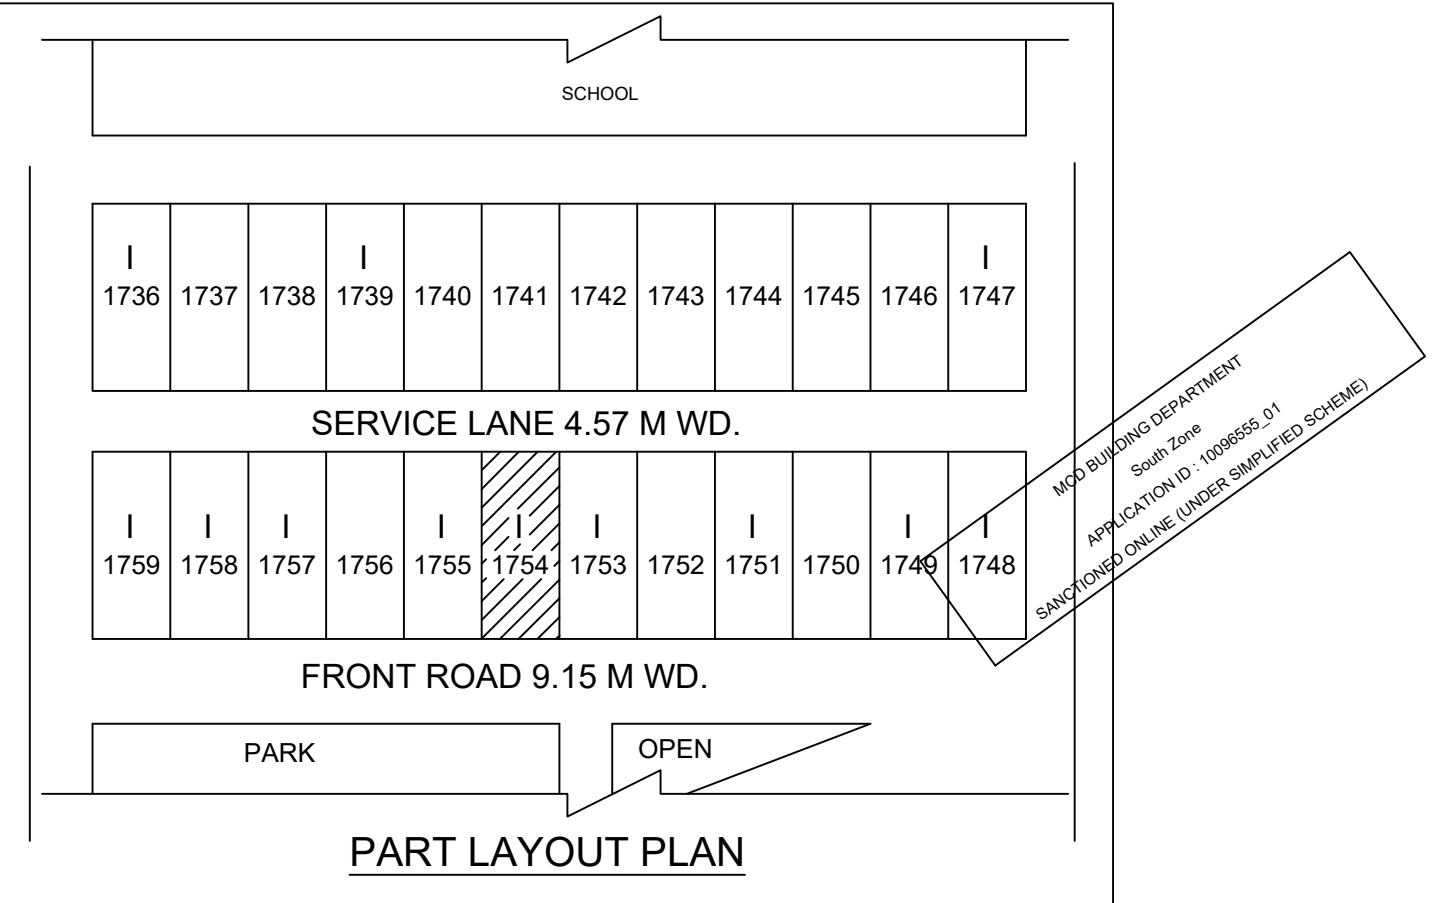 SCHOOL
I I I
1736 1737 1738 1739 1740 1741 1742 1743 1744 1745 1746 1747
SERVICE LANE 4.57 M WD.
I I I I I I I I I
1759 1758 1757 1756 1755 1754 1753 1752 1751 1750 1749 1748
FRONT ROAD 9.15 M WD.
PARK OPEN
PART LAYOUT PLAN
MCD BUILDING DEPARTMENT
South Zone
APPLICATION ID : 10096555_01
SANCTIONED ONLINE (UNDER SIMPLIFIED SCHEME)